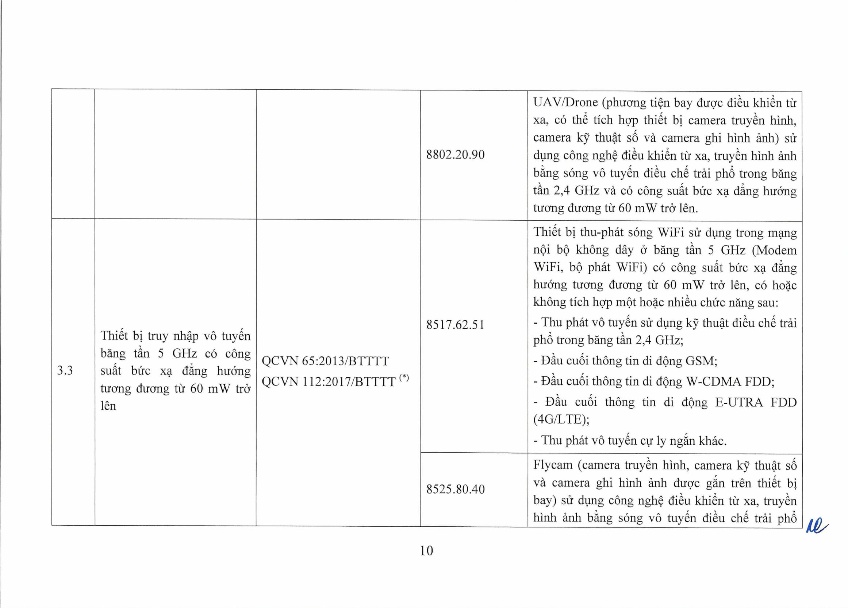 8802.20.90
UAV/Drone (phương tiện bay được điều khiển từ
xa, có thể tích hợp thiết bị camera truyền hình,
camera kỹ thuật số và camera ghi hình ảnh) sử
dụng công nghệ điều khiển từ xa, truyền hình ảnh
bằng sóng vô tuyến điều chế trải phổ trong băng
tần 2,4 GHz và có công suất bức xạ đẳng hướng
tương đương từ 60 mW trở lên.
3.3
Thiết bị truy nhập vô tuyến
băng tần 5 GHz có công
suất bức xạ đẳng hướng
tương đương từ 60 mW trở
lên
QCVN 65:2013/BTTTT
QCVN 112:2017/BTTTT (*)
8517.62.51
Thiết bị thu-phát sóng WiFi sử dụng trong mạng
nội bộ không dây ở băng tần 5 GHz (Modem
WiFi, bộ phát WiFi) có công suất bức xạ đẳng
hướng tương đương từ 60 mW trở lên, có hoặc
không tích hợp một hoặc nhiều chức năng sau:
- Thu phát vô tuyến sử dụng kỹ thuật điều chế trải
phổ trong băng tần 2,4 GHz;
- Đầu cuối thông tin di động GSM;
- Đầu cuối thông tin di động W-CDMA FDD;
- Đầu cuối thông tin di động E-UTRA FDD
(4G/LTE);
- Thu phát vô tuyến cự ly ngắn khác.
8525.80.40
Flycam (camera truyền hình, camera kỹ thuật số
và camera ghi hình ảnh được gắn trên thiết bị
bay) sử dụng công nghệ điều khiển từ xa, truyền
hình ảnh bằng sóng vô tuyến điều chế trải phổ
10